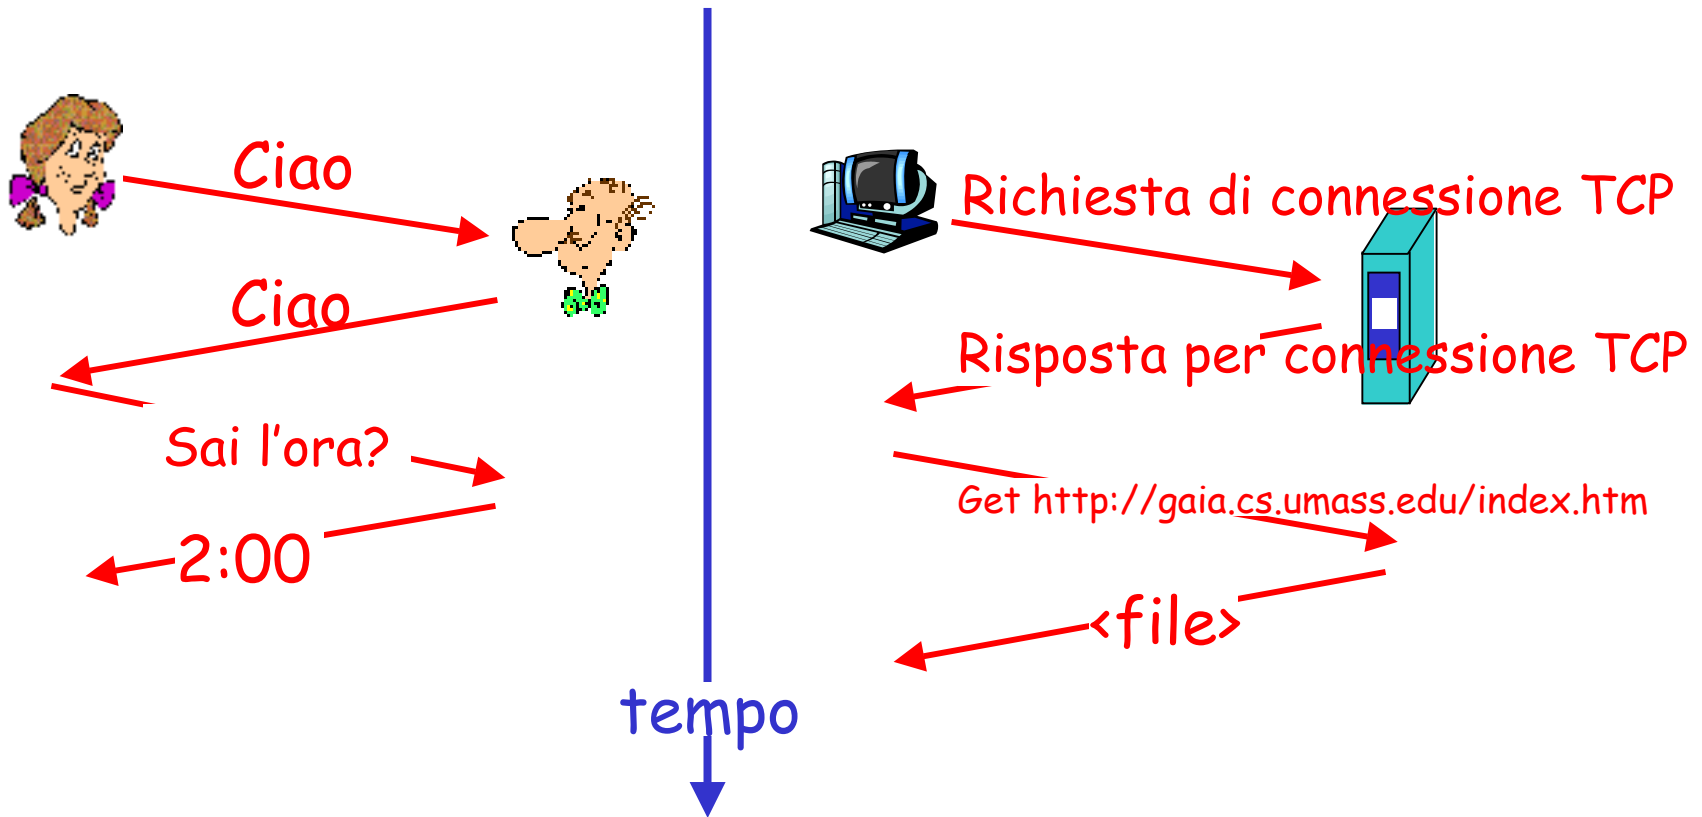 Ciao
Ciao
Sai l'ora?
2:00
Richiesta di connessione TCP
Risposta per connessione TCP
Get http://gaia.cs.umass.edu/index.htm
<file>
tempo